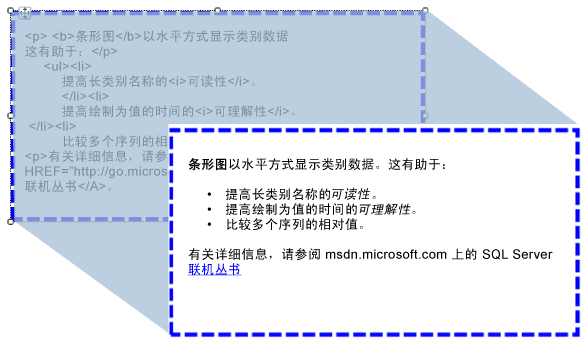 <p> <b>条形图</b>以水平方式显示类别数据
这有助于：</p>
<ul><li>
提高长类别名称的<i>可读性</i>。
</li><li>
提高绘制为值的时间的<i>可理解性</i>。
</li><li>
比较多个序列的相
<p>有关详细信息，请参
HREF="http://go.micros
联机丛书</A>。
条形图以水平方式显示类别数据。这有助于：
• 提高长类别名称的可读性。
• 提高绘制为值的时间的可理解性。
• 比较多个序列的相对值。
有关详细信息，请参阅 msdn.microsoft.com 上的 SQL Server
联机丛书